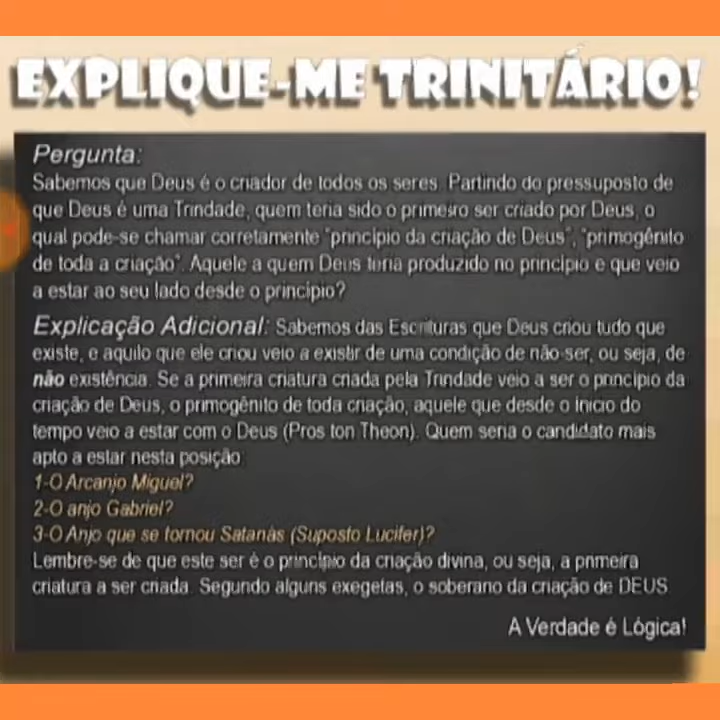 EXPLIQUE-ME TRINITÁRIO!
Pergunta:
Sabemos que Deus é o criador de todos os seres. Partindo do pressuposto de
que Deus é uma Trindade, quem teria sido o primeiro ser criado por Deus, o
qual pode-se chamar corretamente "princípio da criação de Deus", "primogênito
de toda a criação". Aquele a quem Deus teria produzido no princípio e que veio
a estar ao seu lado desde o princípio?
Explicação Adicional: Sabemos das Escrituras que Deus criou tudo que
existe, e aquilo que ele criou veio a existir de uma condição de não-ser, ou seja, de
não existência. Se a primeira criatura criada pela Trindade veio a ser o princípio da
criação de Deus, o primogênito de toda criação, aquele que desde o início do
tempo veio a estar com o Deus (Pros ton Theon). Quem seria o candidato mais
apto a estar nesta posição
1-O Arcanjo Miguel?
2-O anjo Gabriel?
3-O Anjo que se tornou Satanás (Suposto Lucifer)?
Lembre-se de que este ser é o princípio da criação divina, ou seja, a primeira
criatura a ser criada. Segundo alguns exegetas, o soberano da criação de DEUS.
A Verdade é Lógica!